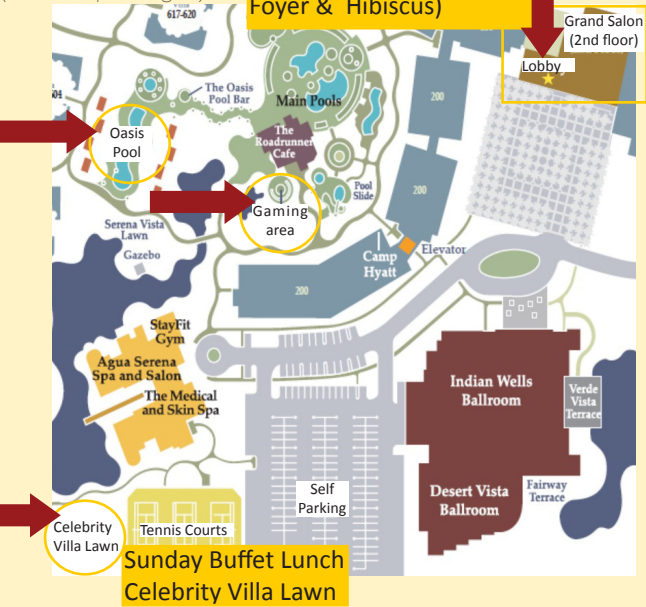 Foyer & Hibiscus)
617-620
Grand Salon
(2nd floor)
Lobby
The Oasis
Pool Bar
Main Pools
200
Oasis
Pool
The
Roadrunner
Cafe
200
Pool
Slide
Gaming
area
Serena Vista
Lawn
Gazebo
Camp
Hyatt
Elevator
200
StayFit
Gym
Agua Serena
Spa and Salon
The Medical
and Skin Spa
Indian Wells
Ballroom
Verde
Vista
Terrace
Self
Parking
Desert Vista
Ballroom
Fairway
Terrace
Celebrity
Villa Lawn
Tennis Courts
Sunday Buffet Lunch
Celebrity Villa Lawn